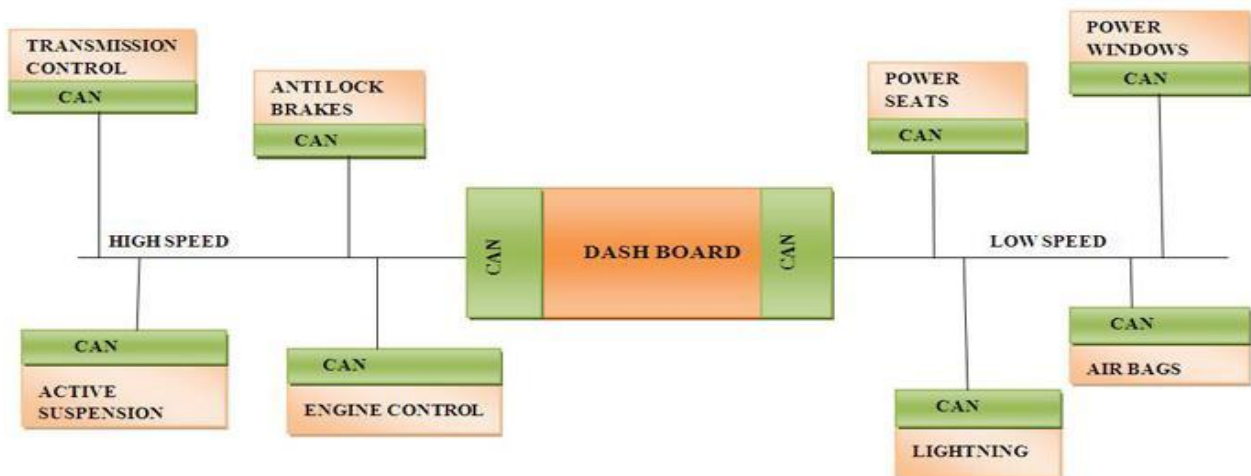 TRANSMISSION
CONTROL
CAN
ANTI LOCK
BRAKES
CAN
HIGH SPEED
CAN
ACTIVE
SUSPENSION
CAN
ENGINE CONTROL
CAN
DASH BOARD
CAN
POWER
SEATS
CAN
POWER
WINDOWS
CAN
LOW SPEED
CAN
LIGHTNING
CAN
AIR BAGS